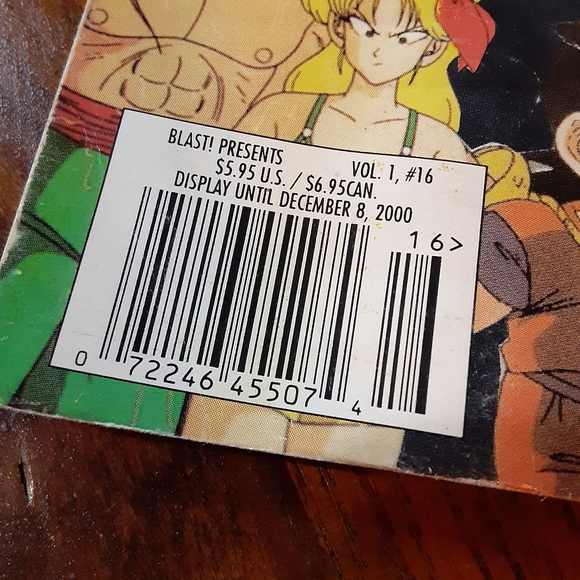 BLAST! PRESENTS VOL. 1, #16
$5.95 U.S. / $6.95CAN.
DISPLAY UNTIL DECEMBER 8, 2000
16>
0 72246 45507 4